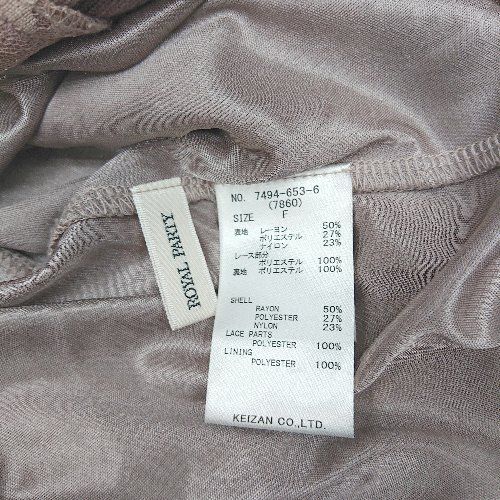 ROYAL PARTY
NO. 7494-653-6
(7860)
SIZE F
表地 レーヨン 50%
ポリエステル 27%
ナイロン 23%
レース部分
ポリエステル 100%
裏地 ポリエステル 100%
SHELL
RAYON 50%
POLYESTER 27%
NYLON 23%
LACE PARTS
POLYESTER 100%
LINING
POLYESTER 100%
KEIZAN CO.,LTD.